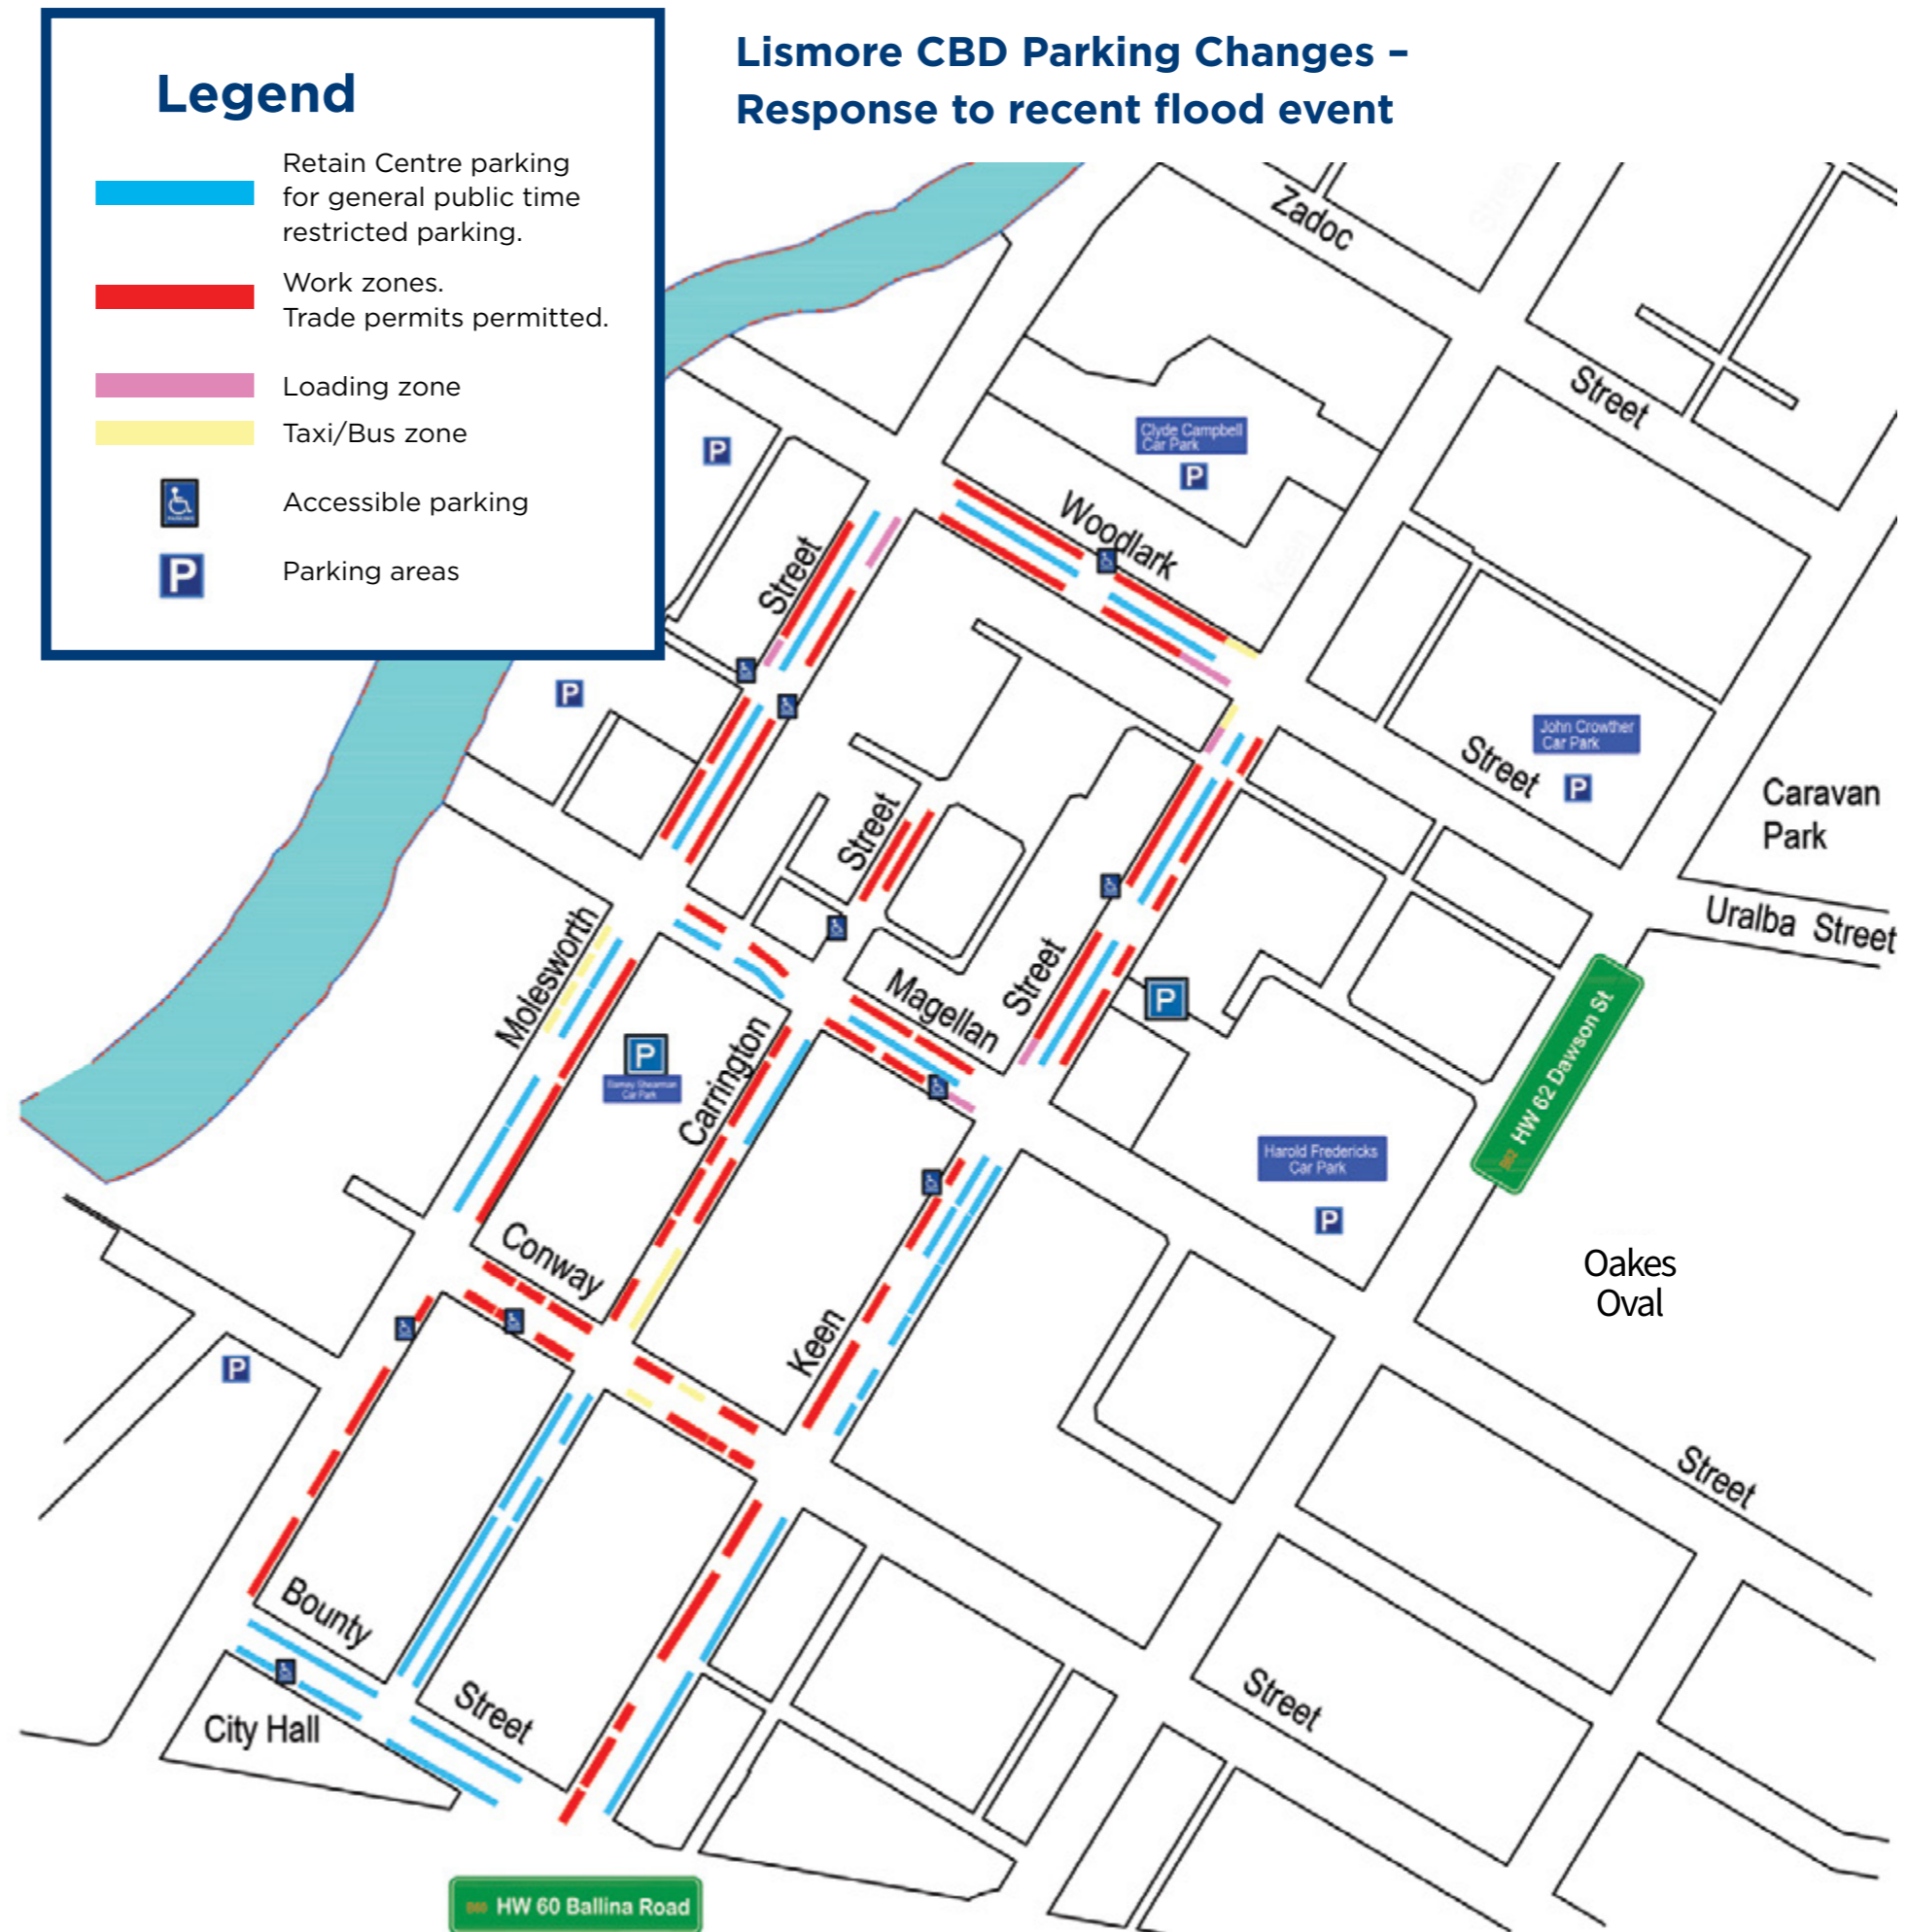 Lismore CBD Parking Changes –
Response to recent flood event
Legend
Retain Centre parking
for general public time
restricted parking.
Work zones.
Trade permits permitted.
Loading zone
Taxi/Bus zone
Accessible parking
P
Parking areas
Zadoc
Street
Street
Clyde Campbell
Car Park
P
P
Woodlark
Keen
Street
P
John Crowther
Car Park
P
Street
Caravan
Park
Uralba Street
Street
Molesworth
Magellan
Street
P
HW 62 Dawson St
P
Car Park
Carrington
Harold Fredericks
Car Park
P
Oakes
Oval
Conway
Keen
P
Street
Bounty
Street
Street
City Hall
HW 60 Ballina Road